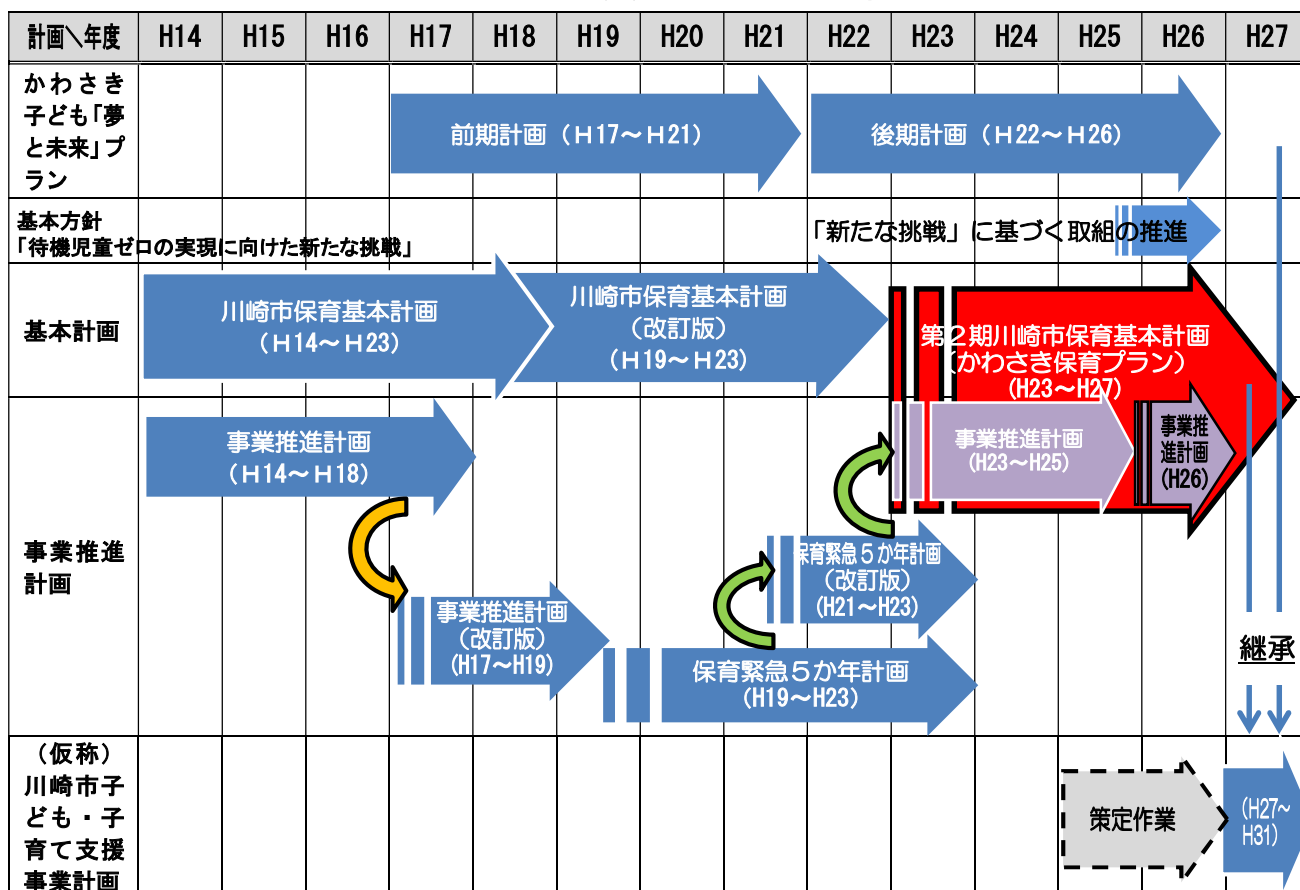 計画＼年度 H14 H15 H16 H17 H18 H19 H20 H21 H22 H23 H24 H25 H26 H27
かわさき
子ども「夢
と未来」プ
ラン
前期計画（H17～H21）
後期計画（H22～H26）
基本方針
「待機児童ゼロの実現に向けた新たな挑戦」
「新たな挑戦」に基づく取組の推進
基本計画
川崎市保育基本計画
（H14～H23）
川崎市保育基本計画
（改訂版）
（H19～H23）
第２期川崎市保育基本計画
（かわさき保育プラン）
(H23～H27)
事業推進
計画
事業推進計画
（H14～H18）
事業推進計画
（改訂版）
(H17～H19)
保育緊急５か年計画
（H19～H23）
保育緊急５か年計画
（改訂版）
(H21～H23)
事業推進計画
(H23～H25)
事業推
進計画
(H26)
継承
（仮称）
川崎市子
ども・子
育て支援
事業計画
策定作業
(H27～
H31)